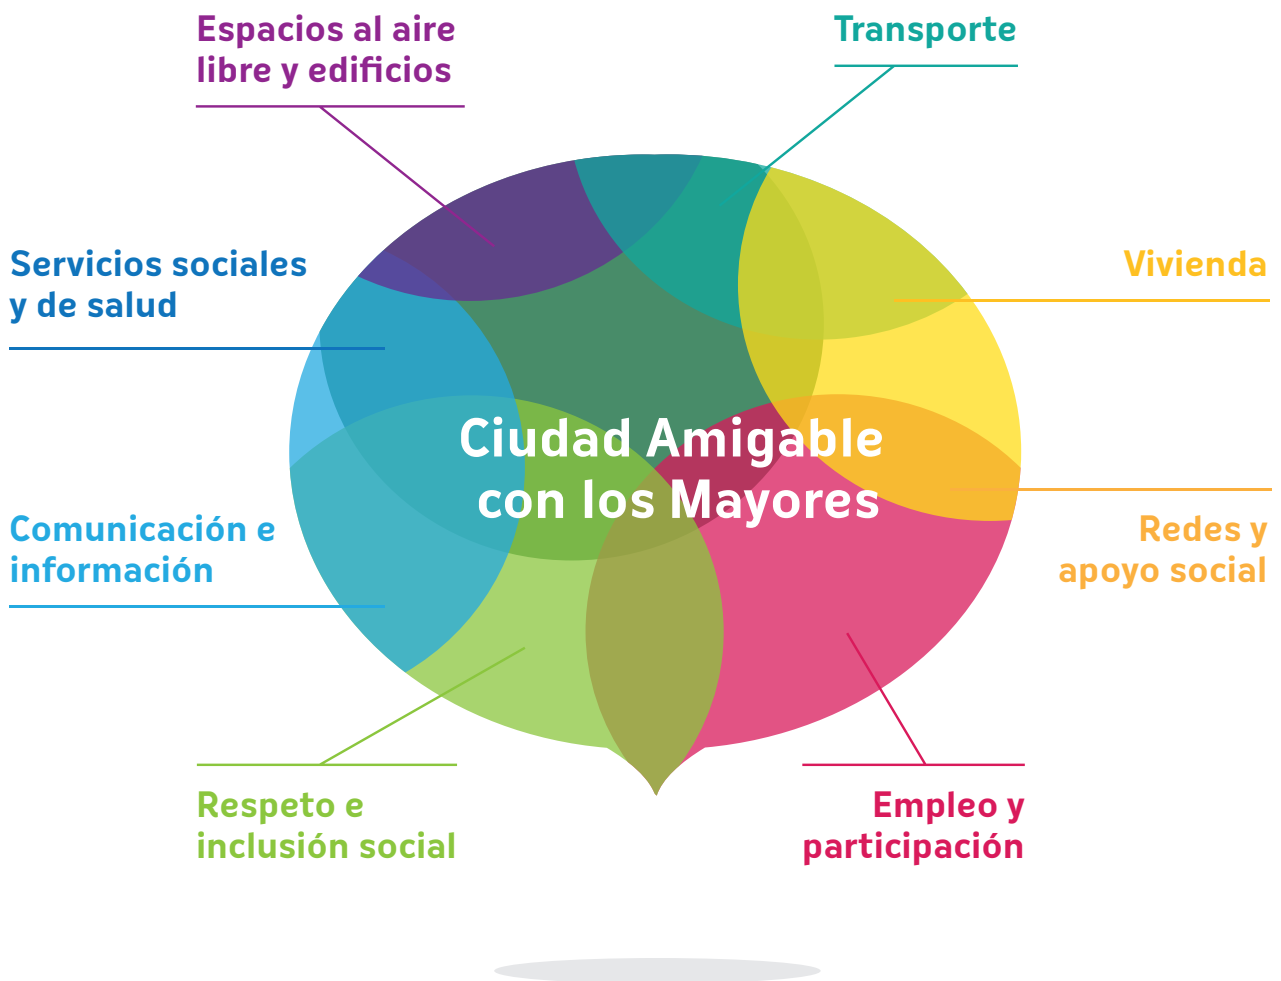 Espacios al aire
libre y edificios
Transporte
Servicios sociales
y de salud
Vivienda
Ciudad Amigable
con los Mayores
Comunicación e
información
Redes y
apoyo social
Respeto e
inclusión social
Empleo y
participación